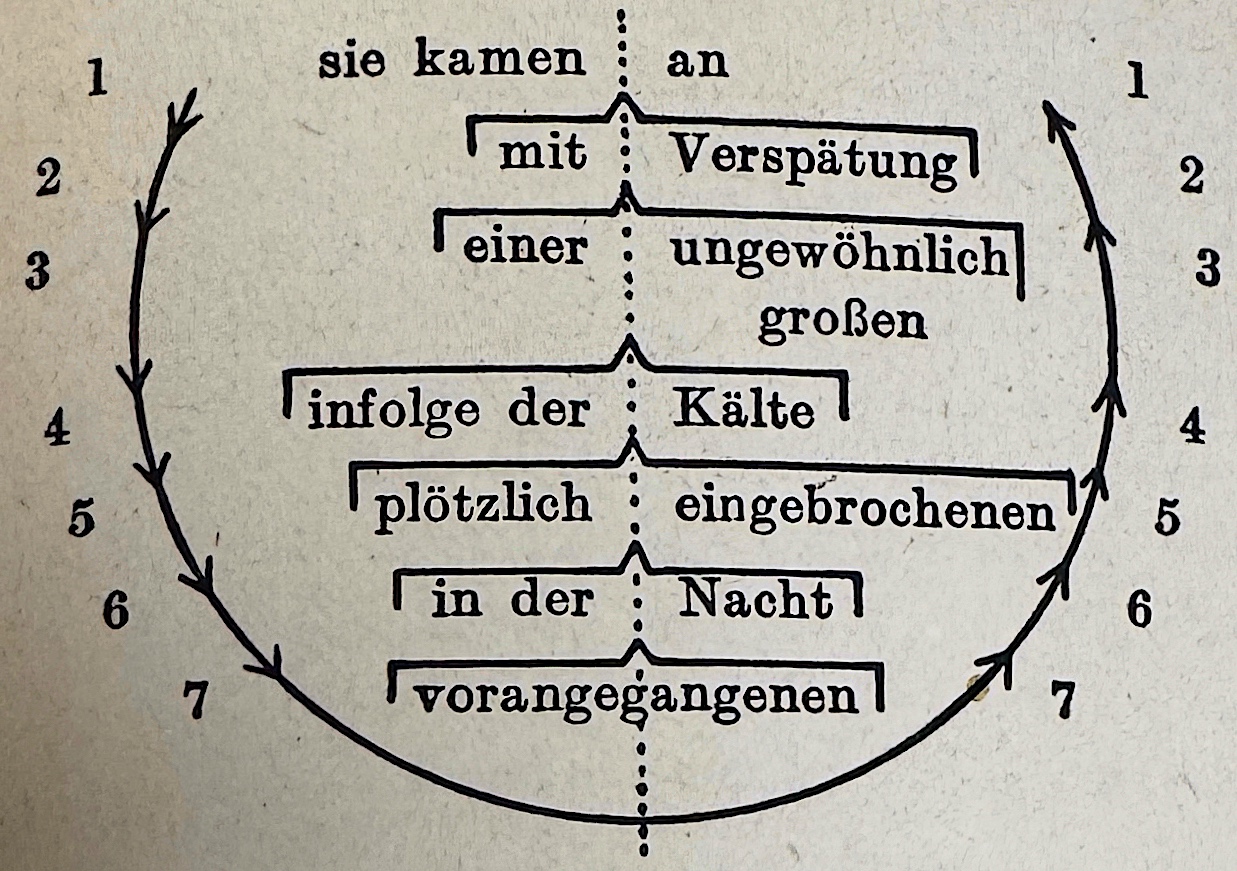 1 sie kamen an 1
2 mit Verspätung 2
3 einer ungewöhnlich 3
großen
4 infolge der Kälte 4
5 plötzlich eingebrochenen 5
6 in der Nacht 6
7 vorangegangenen 7